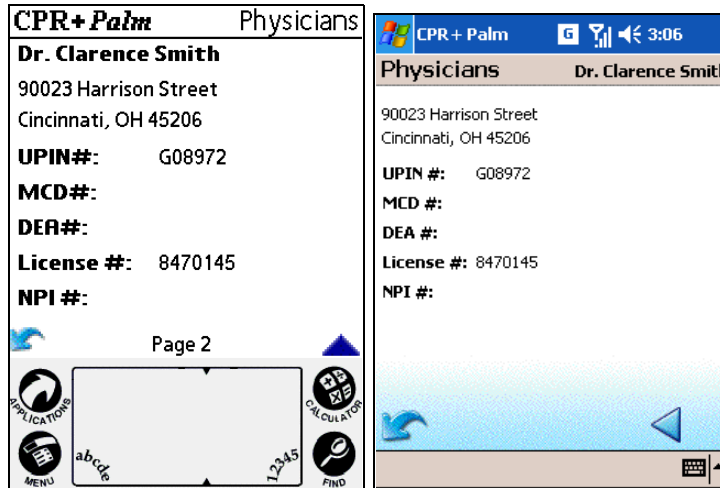 CPR+ Palm Physicians
Dr. Clarence Smith
90023 Harrison Street
Cincinnati, OH 45206
UPIN#: G08972
MCD#:
DEA#:
License #: 8470145
NPI #:
Page 2
APPLICATIONS
CALCULATOR
MENU
abcde
12345
FIND
CPR+ Palm G 3:06
Physicians Dr. Clarence Smith
90023 Harrison Street
Cincinnati, OH 45206
UPIN #: G08972
MCD #:
DEA #:
License #: 8470145
NPI #: